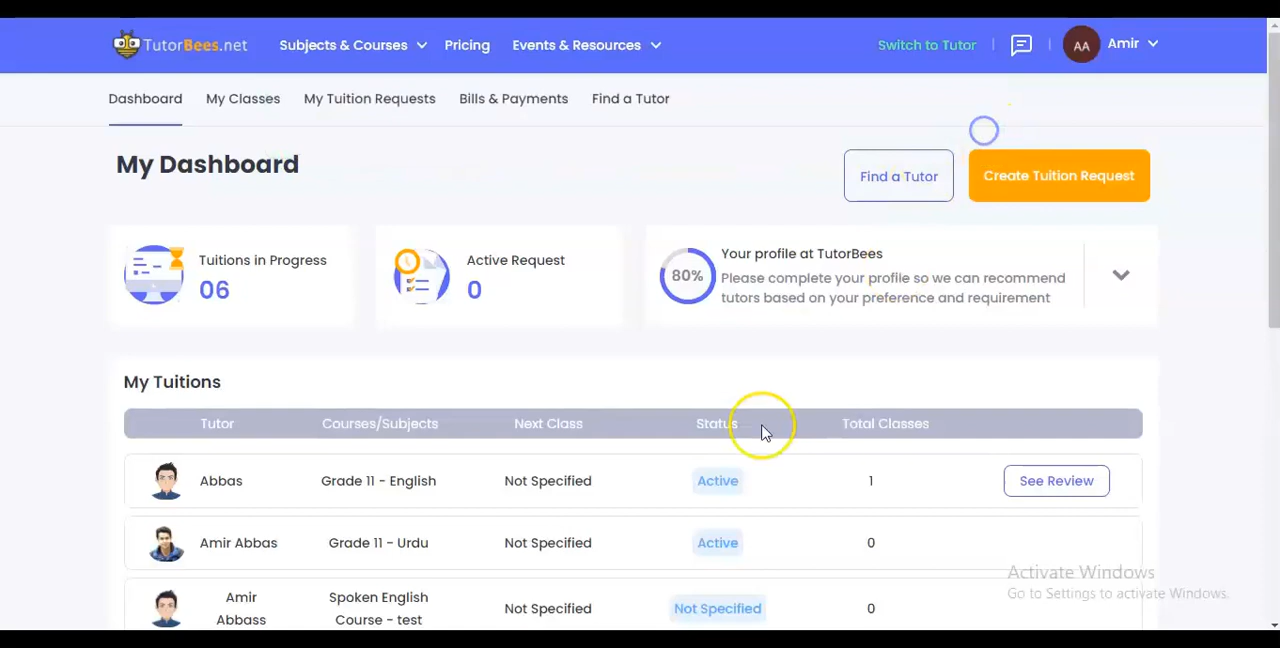 TutorBees.net
Subjects & Courses
Pricing
Events & Resources
Switch to Tutor
AA
Amir
Dashboard
My Classes
My Tuition Requests
Bills & Payments
Find a Tutor
My Dashboard
Find a Tutor
Create Tuition Request
Tuitions in Progress
06
Active Request
0
80%
Your profile at TutorBees
Please complete your profile so we can recommend
tutors based on your preference and requirement
My Tuitions
Tutor
Courses/Subjects
Next Class
Status
Total Classes
Abbas
Grade 11 - English
Not Specified
Active
1
See Review
Amir Abbas
Grade 11 - Urdu
Not Specified
Active
0
Amir
Abbass
Spoken English
Course - test
Not Specified
Not Specified
0
Activate Windows
Go to Settings to activate Windows.